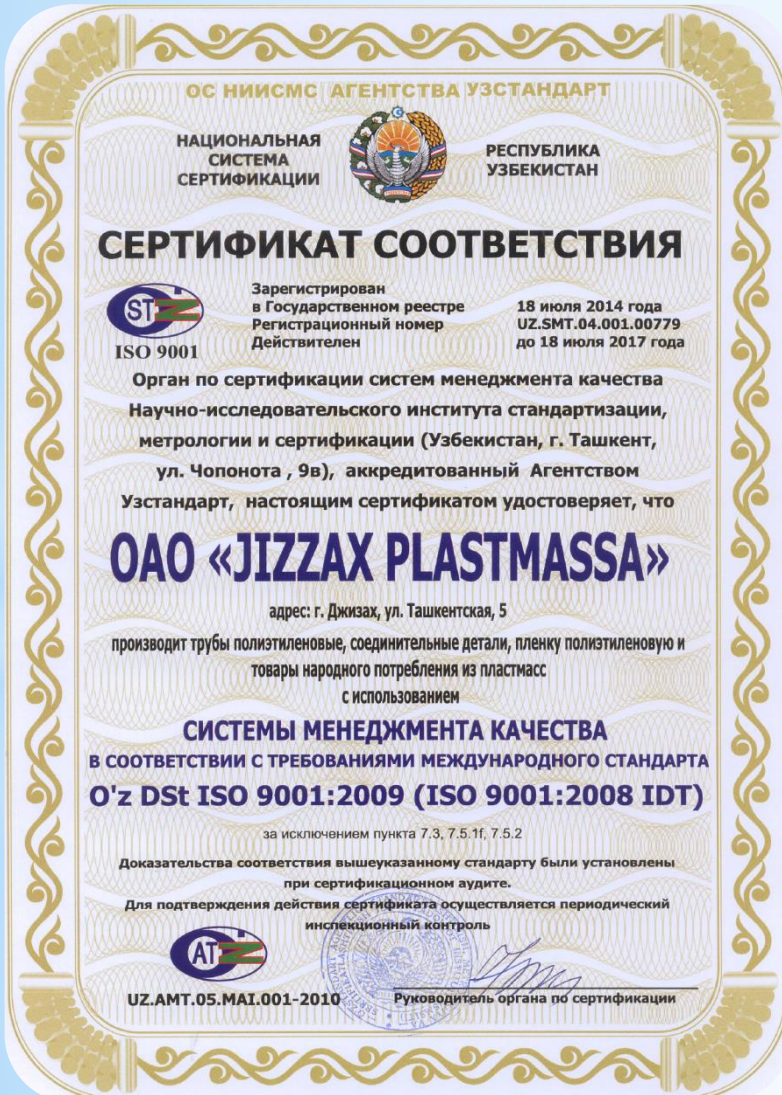 ОС НИИСМС АГЕНТСТВА УЗСТАНДАРТ
НАЦИОНАЛЬНАЯ
СИСТЕМА
СЕРТИФИКАЦИИ
РЕСПУБЛИКА
УЗБЕКИСТАН
СЕРТИФИКАТ СООТВЕТСТВИЯ
ST
ISO 9001
Зарегистрирован
в Государственном реестре 18 июля 2014 года
Регистрационный номер UZ.SMT.04.001.00779
Действителен до 18 июля 2017 года
Орган по сертификации систем менеджмента качества
Научно-исследовательского института стандартизации,
метрологии и сертификации (Узбекистан, г. Ташкент,
ул. Чопонота , 9в), аккредитованный Агентством
Узстандарт, настоящим сертификатом удостоверяет, что
ОАО «JIZZAX PLASTMASSA»
адрес: г. Джизах, ул. Ташкентская, 5
производит трубы полиэтиленовые, соединительные детали, пленку полиэтиленовую и
товары народного потребления из пластмасс
с использованием
СИСТЕМЫ МЕНЕДЖМЕНТА КАЧЕСТВА
В СООТВЕТСТВИИ С ТРЕБОВАНИЯМИ МЕЖДУНАРОДНОГО СТАНДАРТА
O'z DSt ISO 9001:2009 (ISO 9001:2008 IDT)
за исключением пункта 7.3, 7.5.1f, 7.5.2
Доказательства соответствия вышеуказанному стандарту были установлены
при сертификационном аудите.
Для подтверждения действия сертификата осуществляется периодический
инспекционный контроль
AT
UZ.AMT.05.MAI.001-2010
Руководитель органа по сертификации